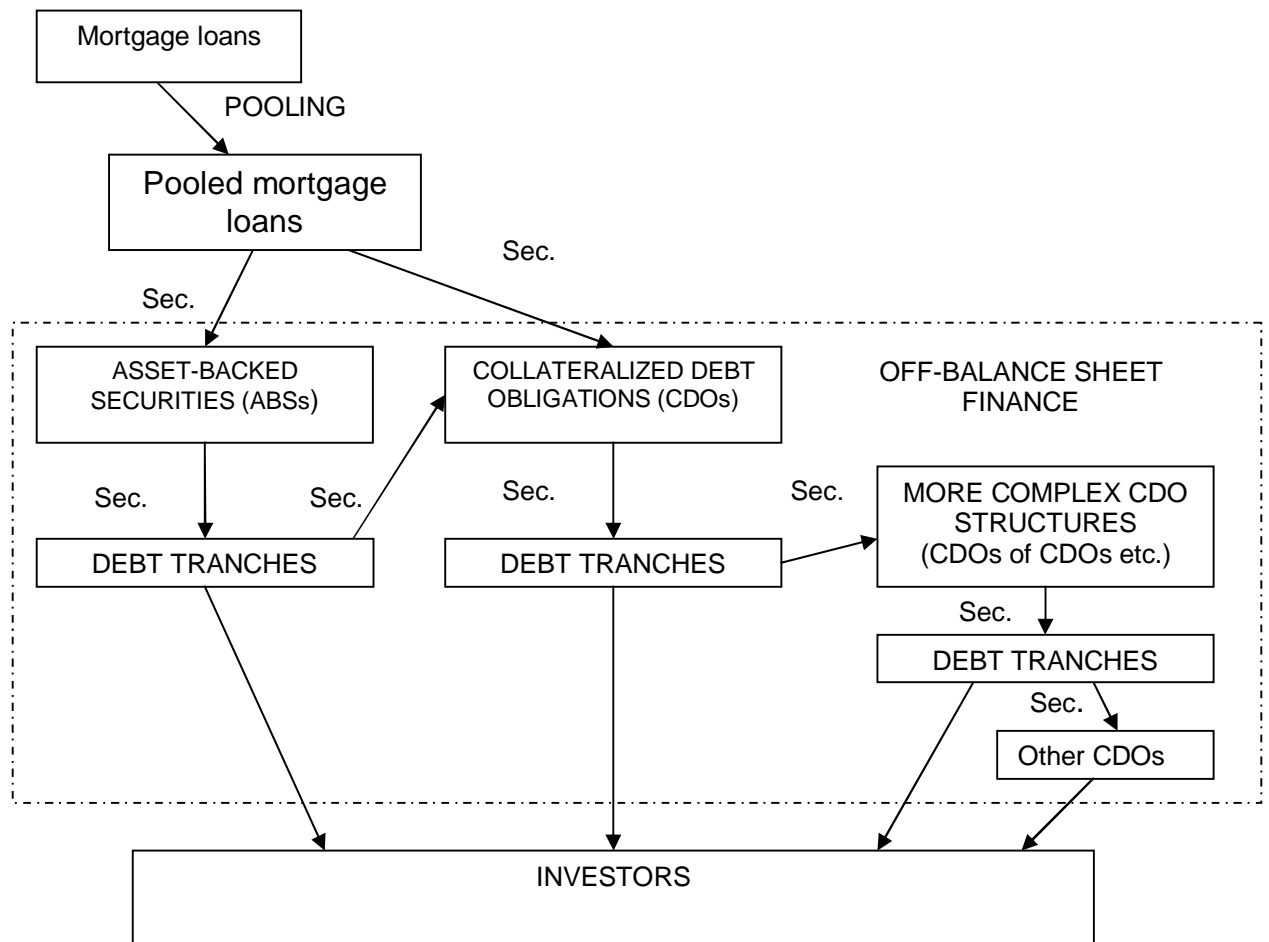 Mortgage loans
POOLING
Pooled mortgage
loans
Sec.
Sec.
ASSET-BACKED
SECURITIES (ABSs)
COLLATERALIZED DEBT
OBLIGATIONS (CDOs)
OFF-BALANCE SHEET
FINANCE
Sec.
Sec.
Sec.
Sec.
MORE COMPLEX CDO
STRUCTURES
(CDOs of CDOs etc.)
DEBT TRANCHES
DEBT TRANCHES
Sec.
DEBT TRANCHES
Sec.
Other CDOs
INVESTORS